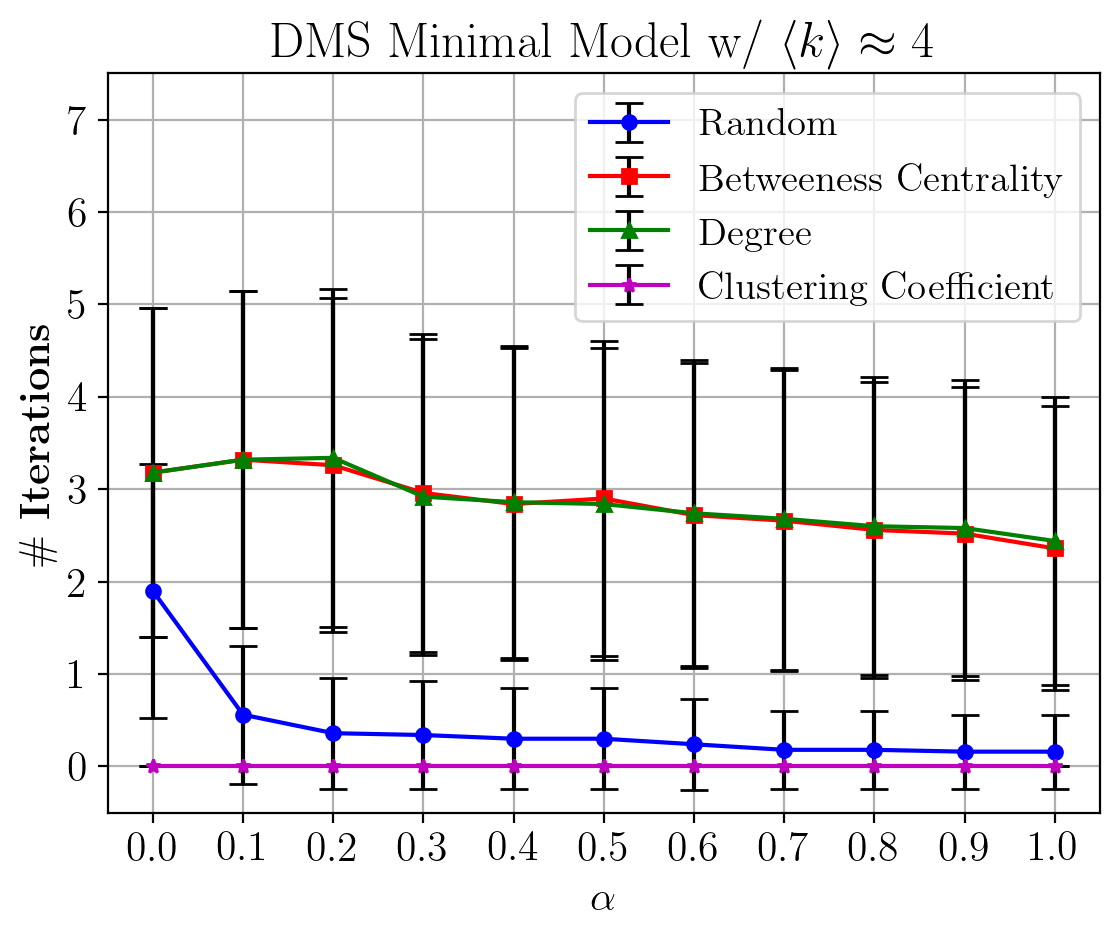 DMS Minimal Model w/ ⟨k⟩ ≈ 4
Random
Betweeness Centrality
Degree
Clustering Coefficient
# Iterations
7
6
5
4
3
2
1
0
0.0 0.1 0.2 0.3 0.4 0.5 0.6 0.7 0.8 0.9 1.0
α